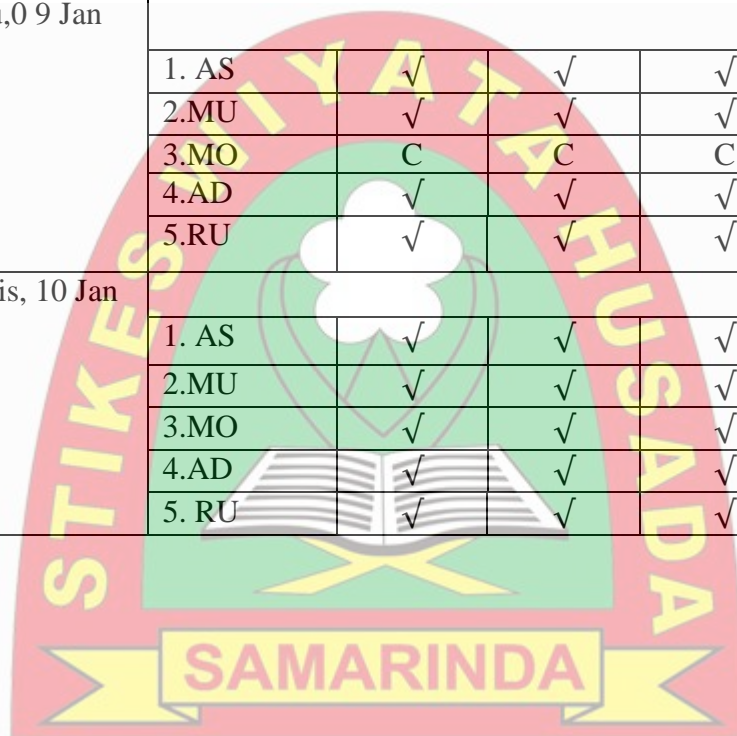 ,0 9 Jan
1. AS √ √ √
2.MU √ √ √
3.MO C C C
4.AD √ √ √
5.RU √ √ √
is, 10 Jan
1. AS √ √ √
2.MU √ √ √
3.MO √ √ √
4.AD √ √ √
5. RU √ √ √
STIKES WIYATA HUSADA
SAMARINDA